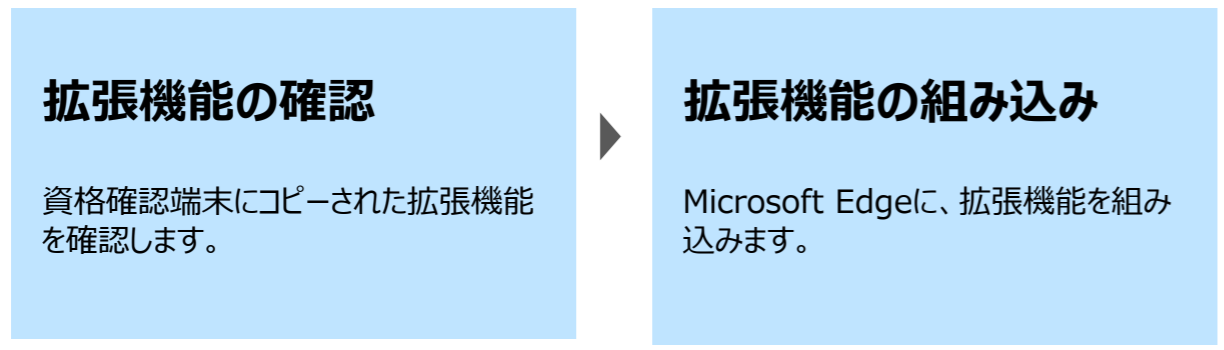 拡張機能の確認
資格確認端末にコピーされた拡張機能
を確認します。
拡張機能の組み込み
Microsoft Edgeに、拡張機能を組み
込みます。